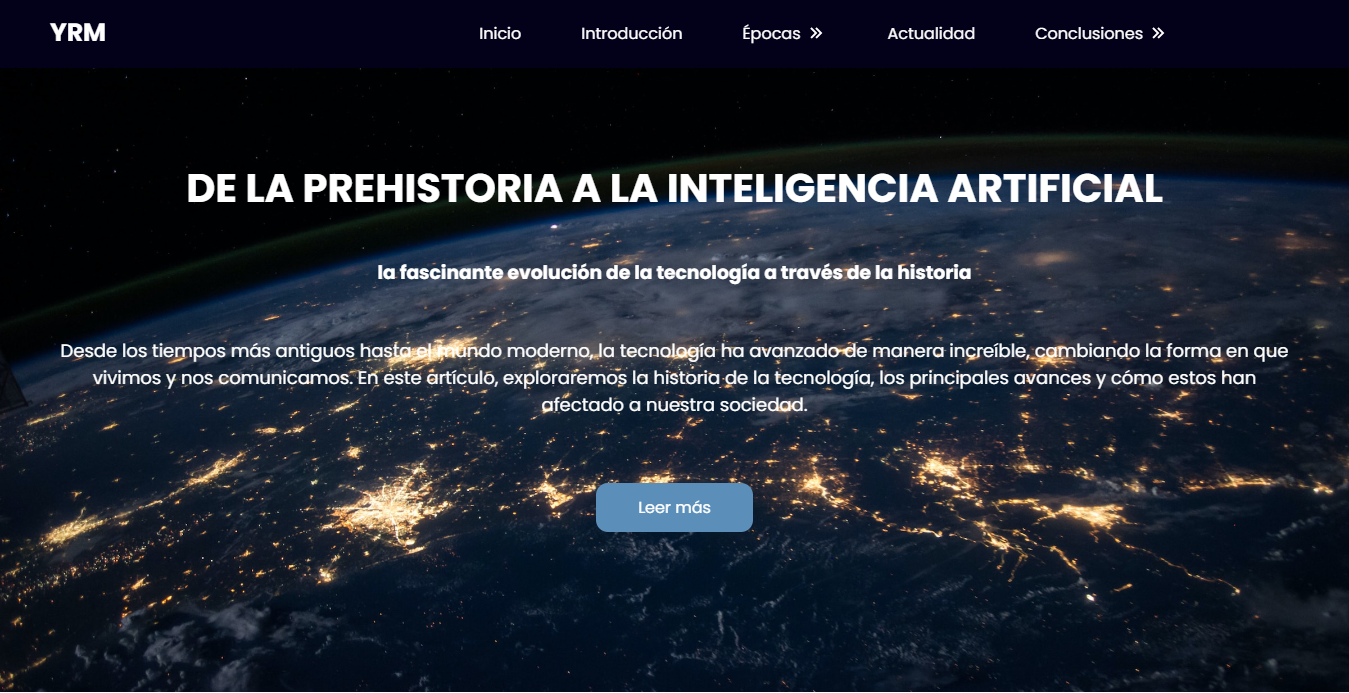 YRM
Inicio
Introducción
Épocas »
Actualidad
Conclusiones »
DE LA PREHISTORIA A LA INTELIGENCIA ARTIFICIAL
la fascinante evolución de la tecnología a través de la historia
Desde los tiempos más antiguos hasta el mundo moderno, la tecnología ha avanzado de manera increíble, cambiando la forma en que
vivimos y nos comunicamos. En este artículo, exploraremos la historia de la tecnología, los principales avances y cómo estos han
afectado a nuestra sociedad.
Leer más